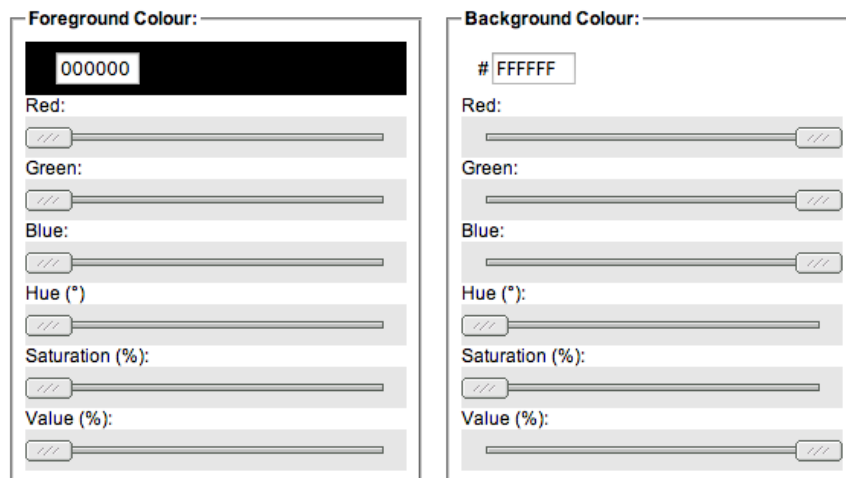 Foreground Colour:
000000
Red:
Green:
Blue:
Hue (°)
Saturation (%):
Value (%):
Background Colour:
# FFFFFF
Red:
Green:
Blue:
Hue (°):
Saturation (%):
Value (%):